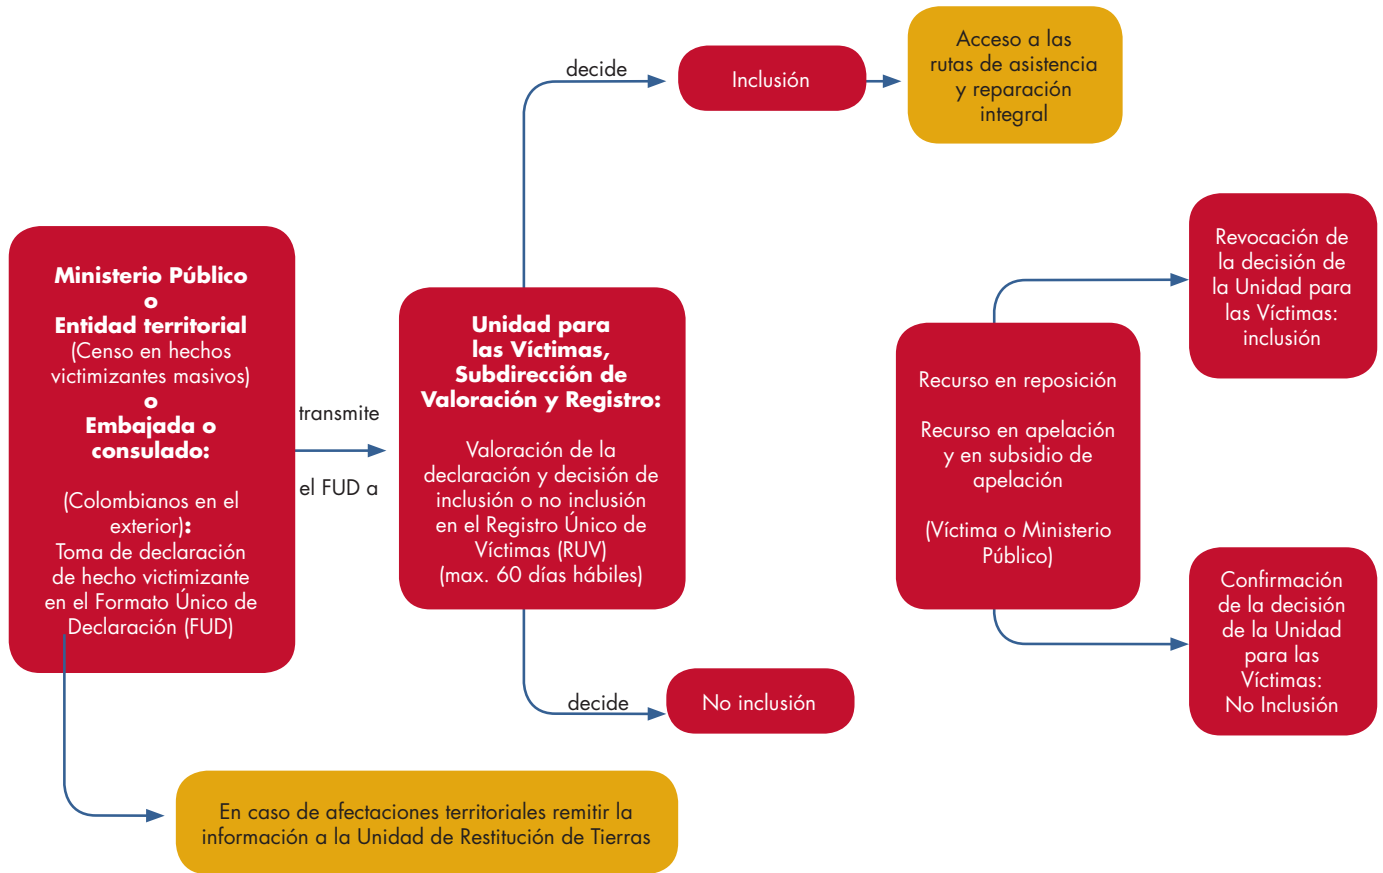 Ministerio Público
o
Entidad territorial
(Censo en hechos
victimizantes masivos)
o
Embajada o
consulado:
(Colombianos en el
exterior):
Toma de declaración
de hecho victimizante
en el Formato Único de
Declaración (FUD)
transmite
el FUD a
Unidad para
las Víctimas,
Subdirección de
Valoración y Registro:
Valoración de la
declaración y decisión de
inclusión o no inclusión
en el Registro Único de
Víctimas (RUV)
(max. 60 días hábiles)
decide
Inclusión
Acceso a las
rutas de asistencia
y reparación
integral
decide
No inclusión
Recurso en reposición
Recurso en apelación
y en subsidio de
apelación
(Víctima o Ministerio
Público)
Revocación de
la decisión de
la Unidad para
las Víctimas:
inclusión
Confirmación
de la decisión
de la Unidad
para las
Víctimas:
No Inclusión
En caso de afectaciones territoriales remitir la
información a la Unidad de Restitución de Tierras